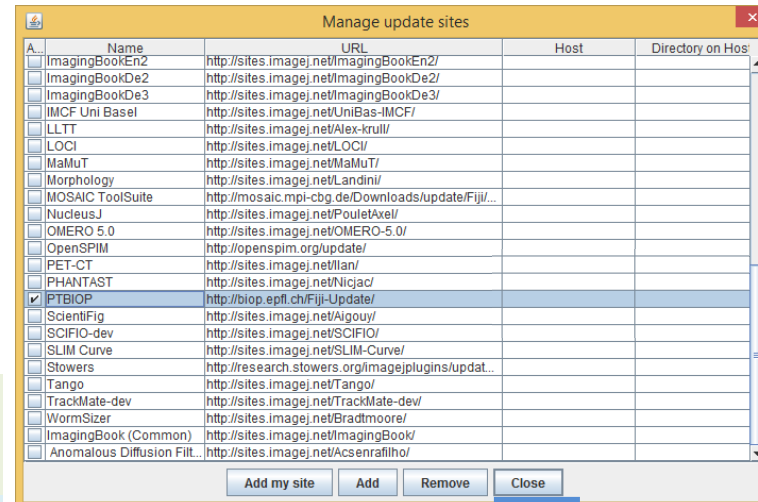 Manage update sites
A... Name URL Host Directory on Host
ImagingBookEn2 http://sites.imagej.net/ImagingBookEn2/
ImagingBookDe2 http://sites.imagej.net/ImagingBookDe2/
ImagingBookDe3 http://sites.imagej.net/ImagingBookDe3/
IMCF Uni Basel http://sites.imagej.net/UniBas-IMCF/
LLTT http://sites.imagej.net/Alex-krull/
LOCI http://sites.imagej.net/LOCI/
MaMuT http://sites.imagej.net/MaMuT/
Morphology http://sites.imagej.net/Landini/
MOSAIC ToolSuite http://mosaic.mpi-cbg.de/Downloads/update/Fiji/...
NucleusJ http://sites.imagej.net/PouletAxel/
OMERO 5.0 http://sites.imagej.net/OMERO-5.0/
OpenSPIM http://openspim.org/update/
PET-CT http://sites.imagej.net/Ilan/
PHANTAST http://sites.imagej.net/Nicjac/
PTBIOP http://biop.epfl.ch/Fiji-Update/
ScientiFig http://sites.imagej.net/Aigouy/
SCIFIO-dev http://sites.imagej.net/SCIFIO/
SLIM Curve http://sites.imagej.net/SLIM-Curve/
Stowers http://research.stowers.org/imagejplugins/updat...
Tango http://sites.imagej.net/Tango/
TrackMate-dev http://sites.imagej.net/TrackMate-dev/
WormSizer http://sites.imagej.net/Bradtmoore/
ImagingBook (Common) http://sites.imagej.net/ImagingBook/
Anomalous Diffusion Filt... http://sites.imagej.net/Acsenrafilho/
Add my site Add Remove Close